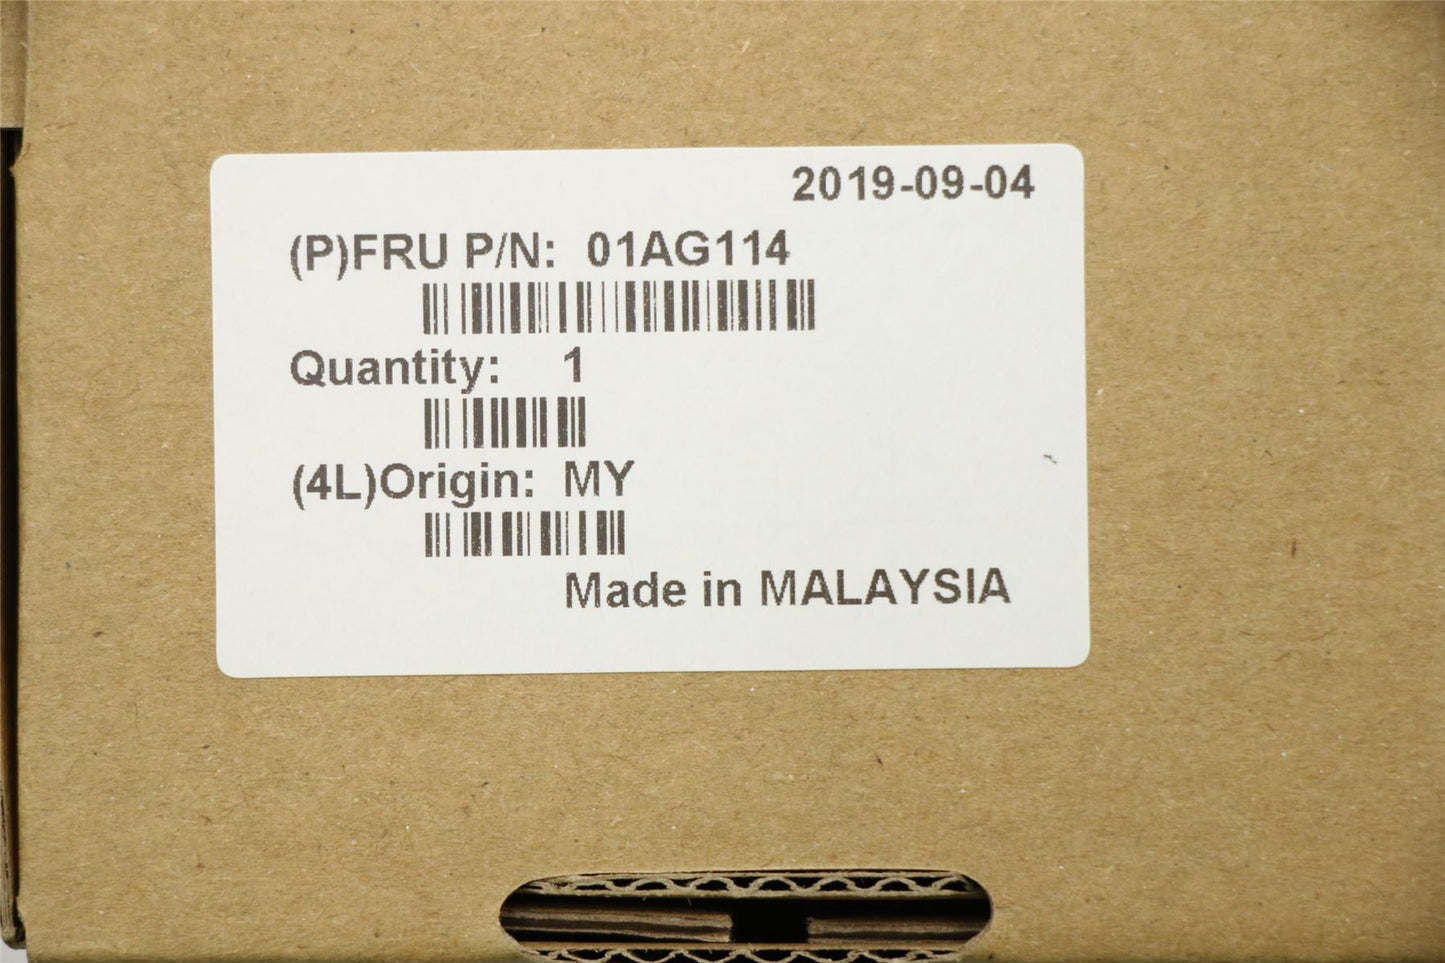 2019-09-04
(P)FRU P/N: 01AG114
Quantity: 1
(4L)Origin: MY
Made in MALAYSIA